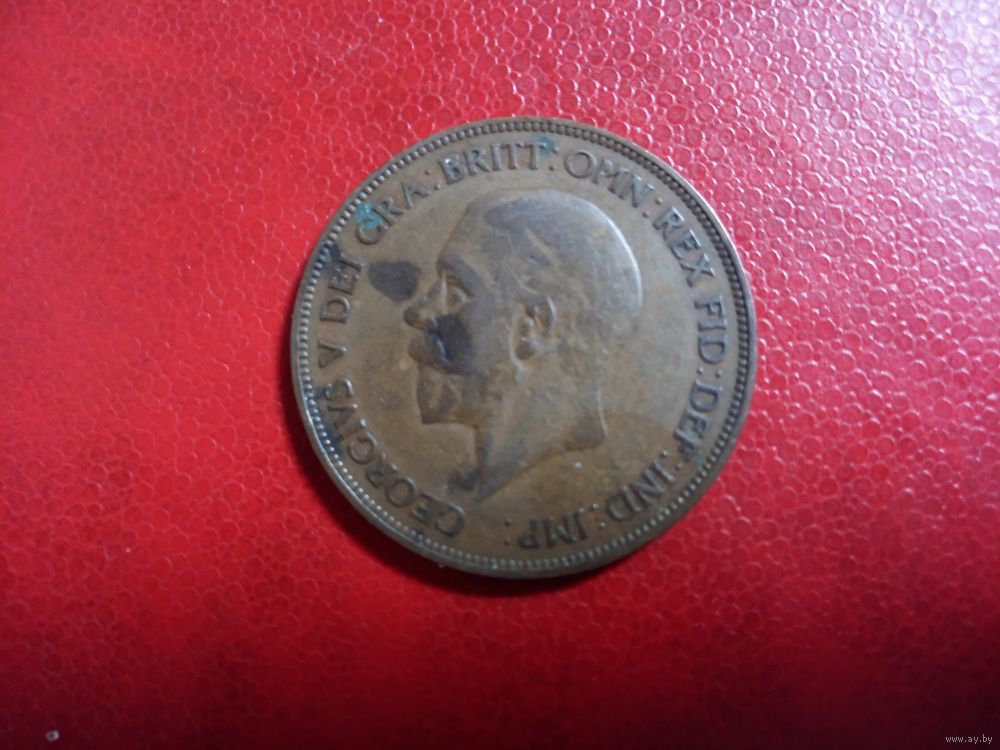 GEORGIVS V DEI GRA: BRITT: OMN: REX FID: DEF: IND: IMP:
www.ay.by